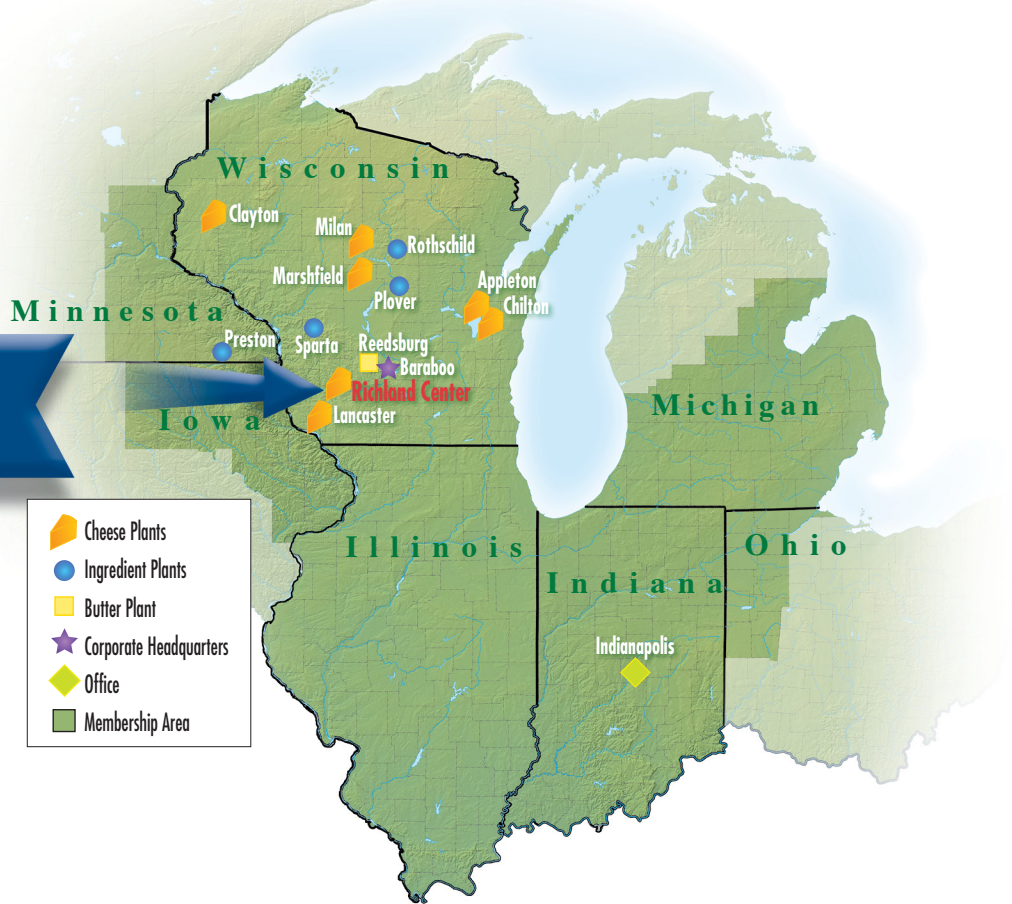 Wisconsin
Clayton
Milan
Rothschild
Marshfield
Appleton
Plover
Chilton
Minnesota
Preston
Sparta
Reedsburg
Baraboo
Richland Center
Lancaster
Iowa
Michigan
Cheese Plants
Ingredient Plants
Butter Plant
Corporate Headquarters
Office
Membership Area
Illinois
Ohio
Indiana
Indianapolis